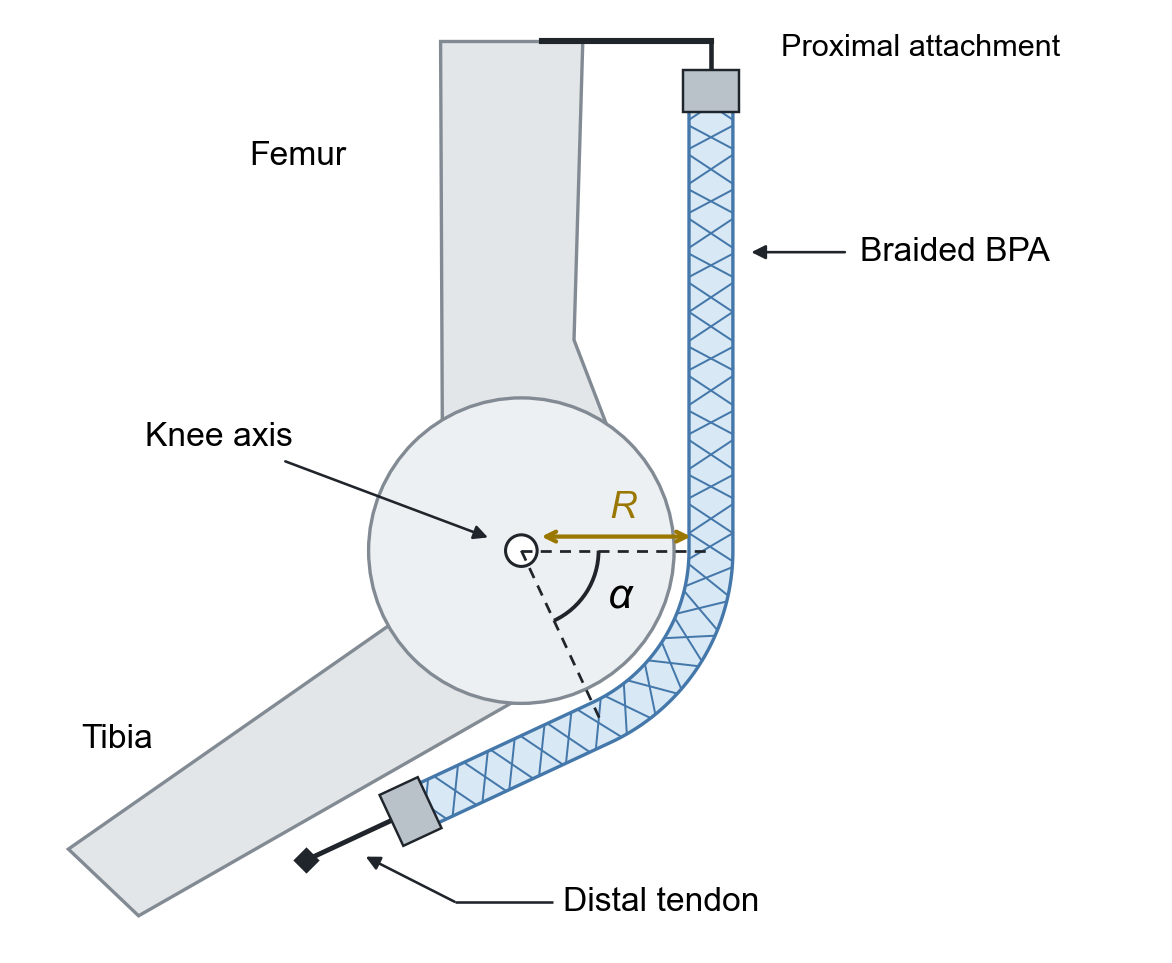 Proximal attachment
Femur
Braided BPA
Knee axis
R
α
Tibia
Distal tendon